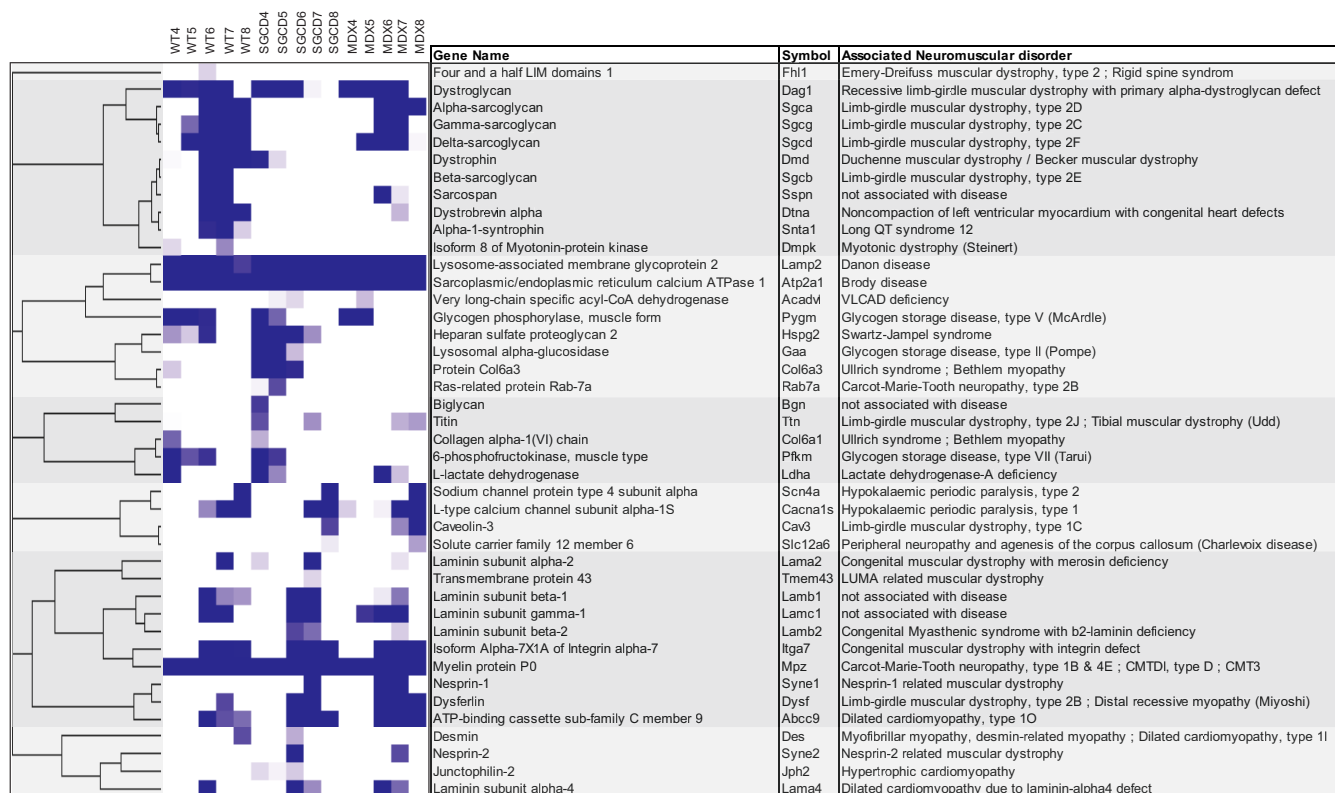 WT4 WT5 WT6 WT7 WT8 SGCD4 SGCD5 SGCD6 SGCD7 SGCD8 MDX4 MDX5 MDX6 MDX7 MDX8
Gene Name Symbol Associated Neuromuscular disorder
Four and a half LIM domains 1 Fhl1 Emery-Dreifuss muscular dystrophy, type 2 ; Rigid spine syndrom
Dystroglycan Dag1 Recessive limb-girdle muscular dystrophy with primary alpha-dystroglycan defect
Alpha-sarcoglycan Sgca Limb-girdle muscular dystrophy, type 2D
Gamma-sarcoglycan Sgcg Limb-girdle muscular dystrophy, type 2C
Delta-sarcoglycan Sgcd Limb-girdle muscular dystrophy, type 2F
Dystrophin Dmd Duchenne muscular dystrophy / Becker muscular dystrophy
Beta-sarcoglycan Sgcb Limb-girdle muscular dystrophy, type 2E
Sarcospan Sspn not associated with disease
Dystrobrevin alpha Dtna Noncompaction of left ventricular myocardium with congenital heart defects
Alpha-1-syntrophin Snta1 Long QT syndrome 12
Isoform 8 of Myotonin-protein kinase Dmpk Myotonic dystrophy (Steinert)
Lysosome-associated membrane glycoprotein 2 Lamp2 Danon disease
Sarcoplasmic/endoplasmic reticulum calcium ATPase 1 Atp2a1 Brody disease
Very long-chain specific acyl-CoA dehydrogenase Acadvl VLCAD deficiency
Glycogen phosphorylase, muscle form Pygm Glycogen storage disease, type V (McArdle)
Heparan sulfate proteoglycan 2 Hspg2 Swartz-Jampel syndrome
Lysosomal alpha-glucosidase Gaa Glycogen storage disease, type II (Pompe)
Protein Col6a3 Col6a3 Ullrich syndrome ; Bethlem myopathy
Ras-related protein Rab-7a Rab7a Carcot-Marie-Tooth neuropathy, type 2B
Biglycan Bgn not associated with disease
Titin Ttn Limb-girdle muscular dystrophy, type 2J ; Tibial muscular dystrophy (Udd)
Collagen alpha-1(VI) chain Col6a1 Ullrich syndrome ; Bethlem myopathy
6-phosphofructokinase, muscle type Pfkm Glycogen storage disease, type VII (Tarui)
L-lactate dehydrogenase Ldha Lactate dehydrogenase-A deficiency
Sodium channel protein type 4 subunit alpha Scn4a Hypokalaemic periodic paralysis, type 2
L-type calcium channel subunit alpha-1S Cacna1s Hypokalaemic periodic paralysis, type 1
Caveolin-3 Cav3 Limb-girdle muscular dystrophy, type 1C
Solute carrier family 12 member 6 Slc12a6 Peripheral neuropathy and agenesis of the corpus callosum (Charlevoix disease)
Laminin subunit alpha-2 Lama2 Congenital muscular dystrophy with merosin deficiency
Transmembrane protein 43 Tmem43 LUMA related muscular dystrophy
Laminin subunit beta-1 Lamb1 not associated with disease
Laminin subunit gamma-1 Lamc1 not associated with disease
Laminin subunit beta-2 Lamb2 Congenital Myasthenic syndrome with b2-laminin deficiency
Isoform Alpha-7X1A of Integrin alpha-7 Itga7 Congenital muscular dystrophy with integrin defect
Myelin protein P0 Mpz Carcot-Marie-Tooth neuropathy, type 1B & 4E ; CMTDI, type D ; CMT3
Nesprin-1 Syne1 Nesprin-1 related muscular dystrophy
Dysferlin Dysf Limb-girdle muscular dystrophy, type 2B ; Distal recessive myopathy (Miyoshi)
ATP-binding cassette sub-family C member 9 Abcc9 Dilated cardiomyopathy, type 1O
Desmin Des Myofibrillar myopathy, desmin-related myopathy ; Dilated cardiomyopathy, type 1I
Nesprin-2 Syne2 Nesprin-2 related muscular dystrophy
Junctophilin-2 Jph2 Hypertrophic cardiomyopathy
Laminin subunit alpha-4 Lama4 Dilated cardiomyopathy due to laminin-alpha4 defect